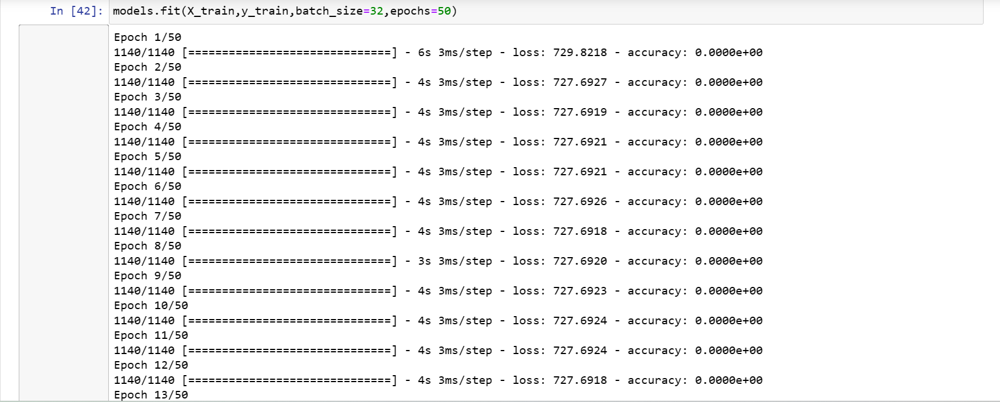 In [42]: models.fit(X_train,y_train,batch_size=32,epochs=50)
Epoch 1/50
1140/1140 [==============================] - 6s 3ms/step - loss: 729.8218 - accuracy: 0.0000e+00
Epoch 2/50
1140/1140 [==============================] - 4s 3ms/step - loss: 727.6927 - accuracy: 0.0000e+00
Epoch 3/50
1140/1140 [==============================] - 4s 3ms/step - loss: 727.6919 - accuracy: 0.0000e+00
Epoch 4/50
1140/1140 [==============================] - 4s 3ms/step - loss: 727.6921 - accuracy: 0.0000e+00
Epoch 5/50
1140/1140 [==============================] - 4s 3ms/step - loss: 727.6921 - accuracy: 0.0000e+00
Epoch 6/50
1140/1140 [==============================] - 4s 3ms/step - loss: 727.6926 - accuracy: 0.0000e+00
Epoch 7/50
1140/1140 [==============================] - 4s 3ms/step - loss: 727.6918 - accuracy: 0.0000e+00
Epoch 8/50
1140/1140 [==============================] - 3s 3ms/step - loss: 727.6920 - accuracy: 0.0000e+00
Epoch 9/50
1140/1140 [==============================] - 4s 3ms/step - loss: 727.6923 - accuracy: 0.0000e+00
Epoch 10/50
1140/1140 [==============================] - 4s 3ms/step - loss: 727.6924 - accuracy: 0.0000e+00
Epoch 11/50
1140/1140 [==============================] - 4s 3ms/step - loss: 727.6924 - accuracy: 0.0000e+00
Epoch 12/50
1140/1140 [==============================] - 4s 3ms/step - loss: 727.6918 - accuracy: 0.0000e+00
Epoch 13/50